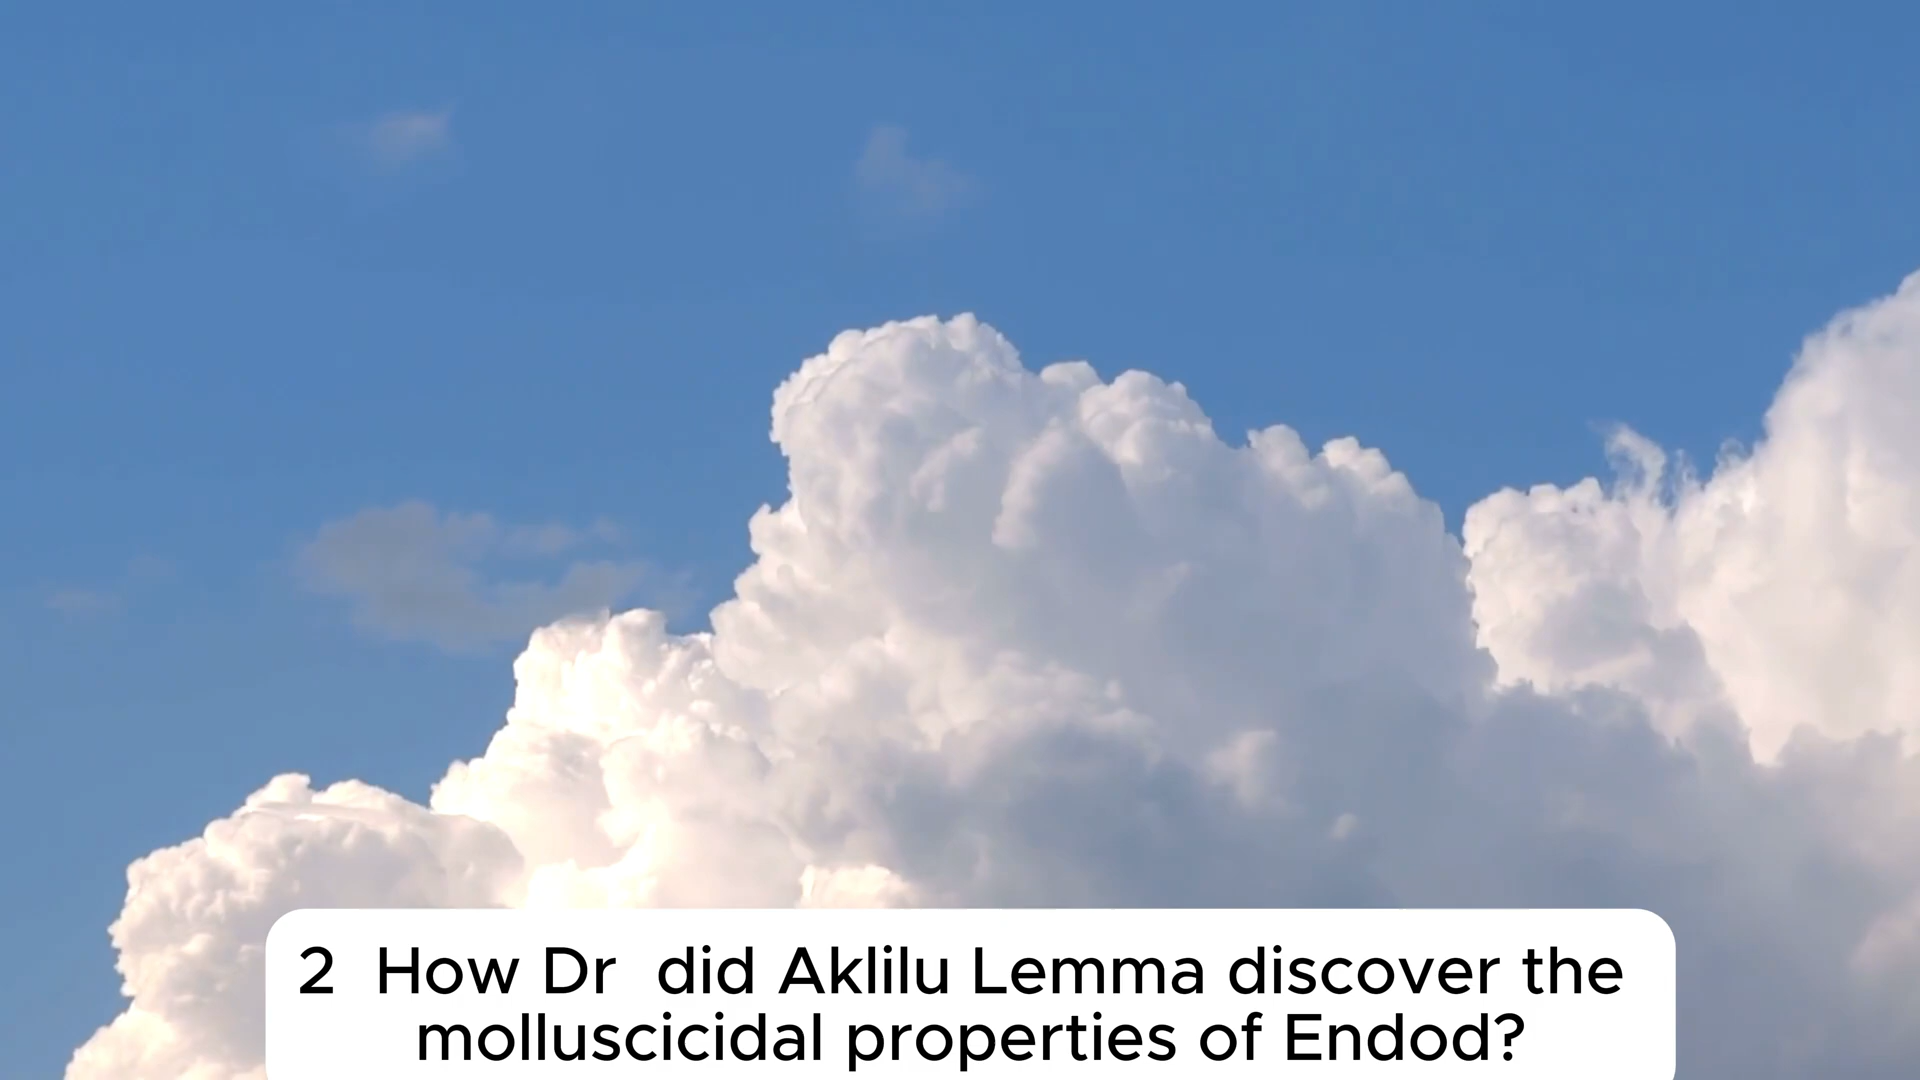 2  How Dr  did Aklilu Lemma discover the
molluscicidal properties of Endod?